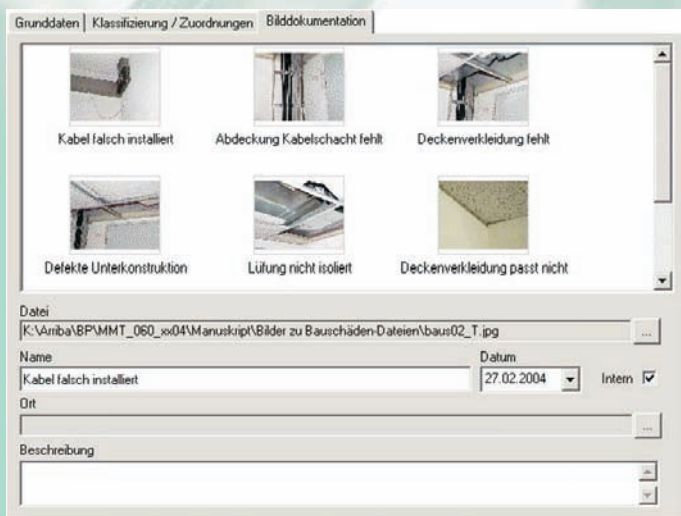 Grunddaten Klassifizierung / Zuordnungen Bilddokumentation
Kabel falsch installiert Abdeckung Kabelschacht fehlt Deckenverkleidung fehlt
Defekte Unterkonstruktion Lüfung nicht isoliert Deckenverkleidung passt nicht
Datei
K:\Arriba\BP\MMT_060_xx04\Manuskript\Bilder zu Bauschäden-Dateien\baus02_T.jpg ...
Name Datum
Kabel falsch installiert 27.02.2004 Intern
Ort
...
Beschreibung